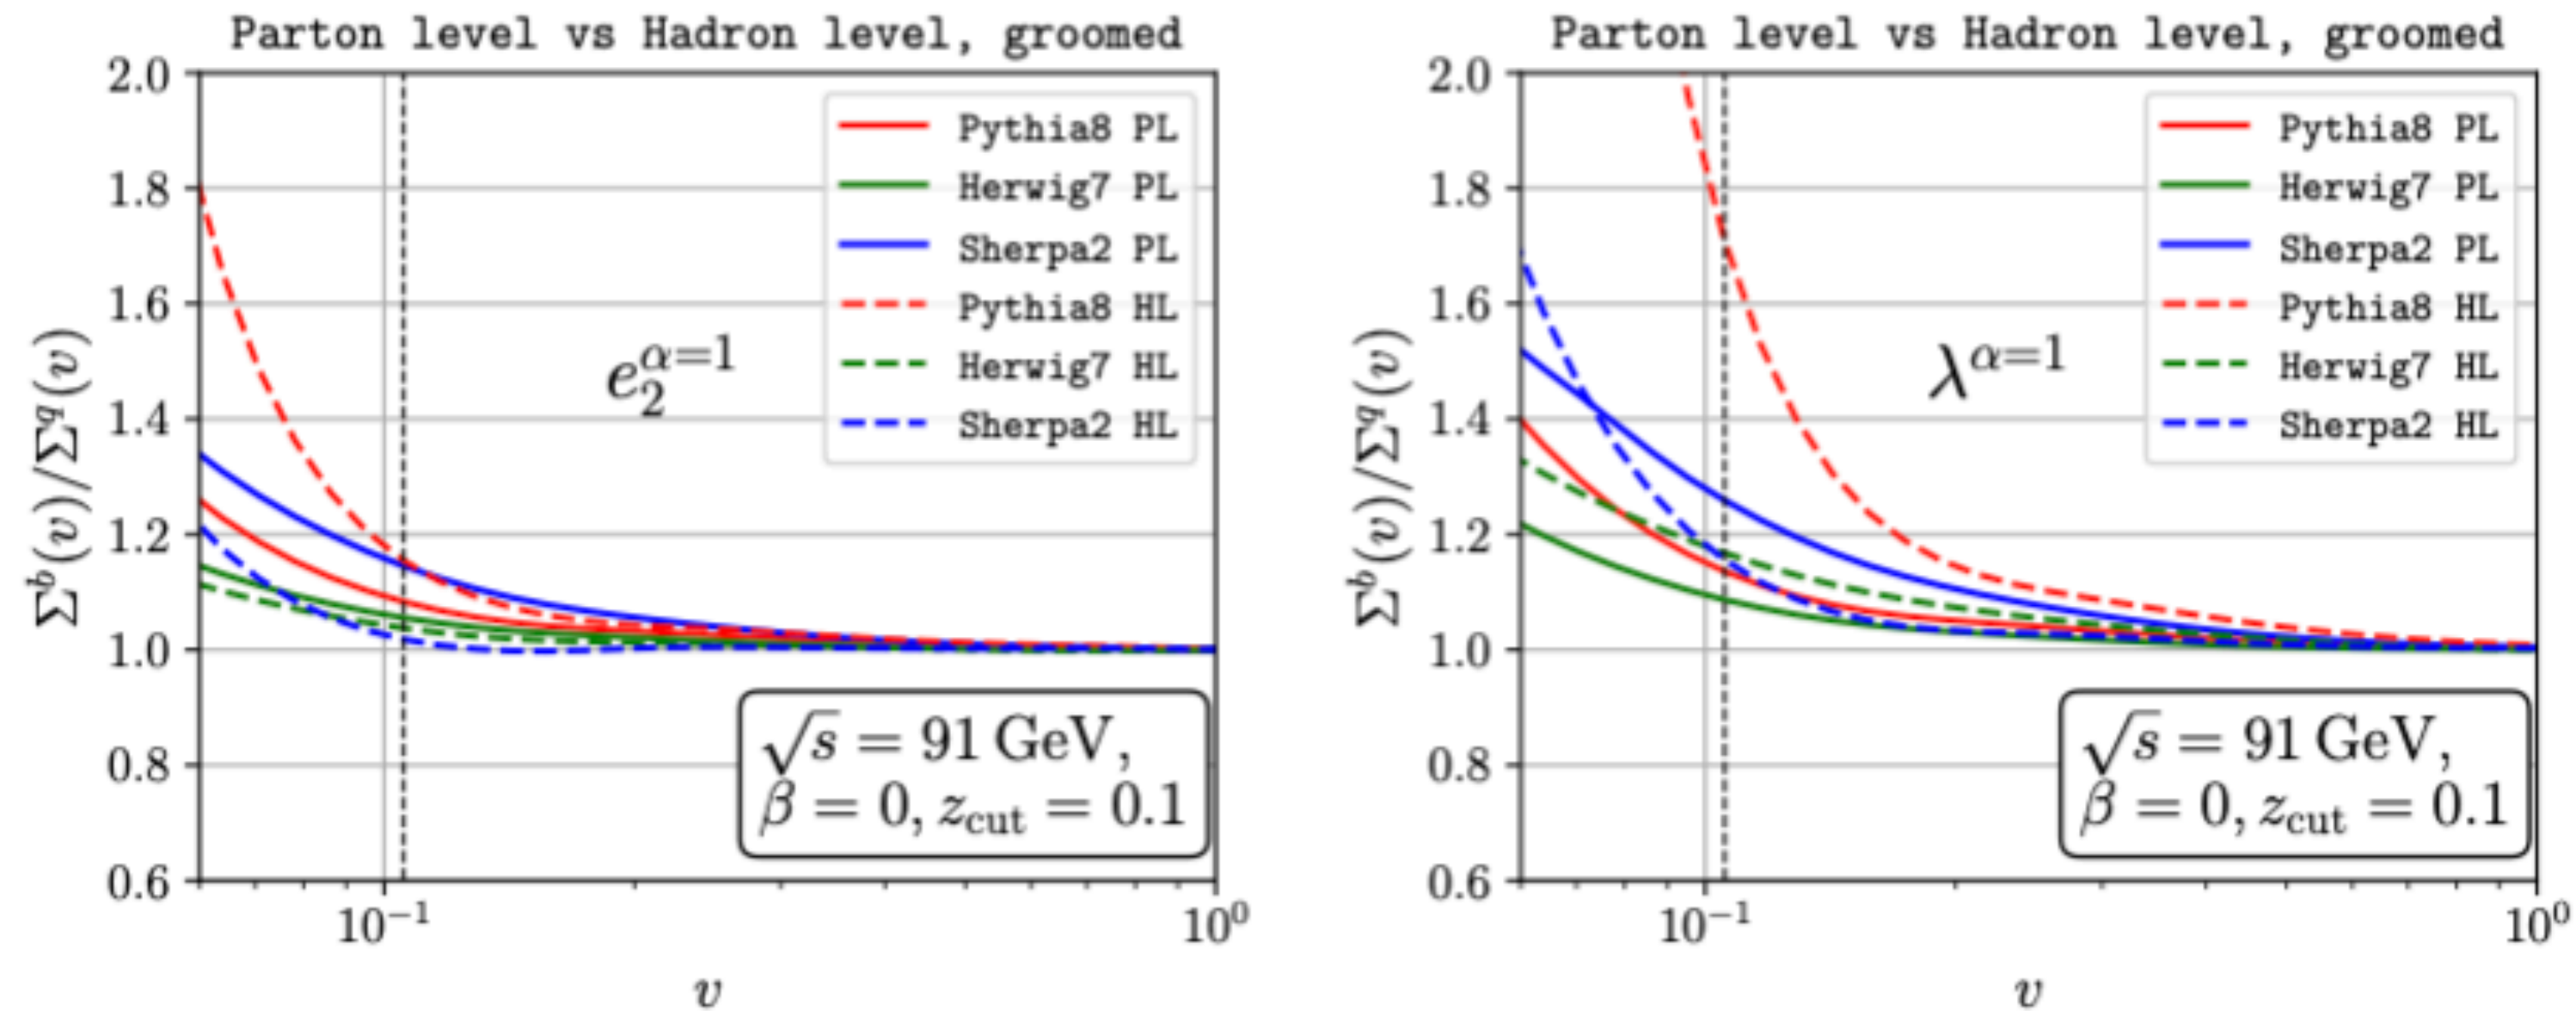 Parton level vs Hadron level, groomed
2.0
1.8
1.6
1.4
1.2
1.0
0.8
0.6
Σ^b(v)/Σ^q(v)
Pythia8 PL
Herwig7 PL
Sherpa2 PL
Pythia8 HL
Herwig7 HL
Sherpa2 HL
e_2^{α=1}
√s = 91 GeV,
β = 0, z_cut = 0.1
10^{-1}
10^0
v
Parton level vs Hadron level, groomed
2.0
1.8
1.6
1.4
1.2
1.0
0.8
0.6
Σ^b(v)/Σ^q(v)
Pythia8 PL
Herwig7 PL
Sherpa2 PL
Pythia8 HL
Herwig7 HL
Sherpa2 HL
λ^{α=1}
√s = 91 GeV,
β = 0, z_cut = 0.1
10^{-1}
10^0
v